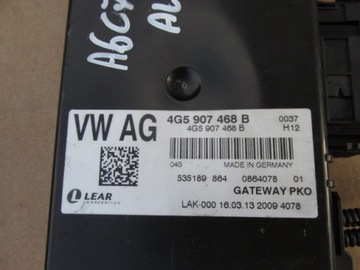 A6C7
VW AG
4G5 907 468 B 0037
4G5 907 468 B H12
04S MADE IN GERMANY
535189 864 0864078 01
GATEWAY PKO
LEAR
CORPORATION
LAK-000 16.03.13 2009 4078